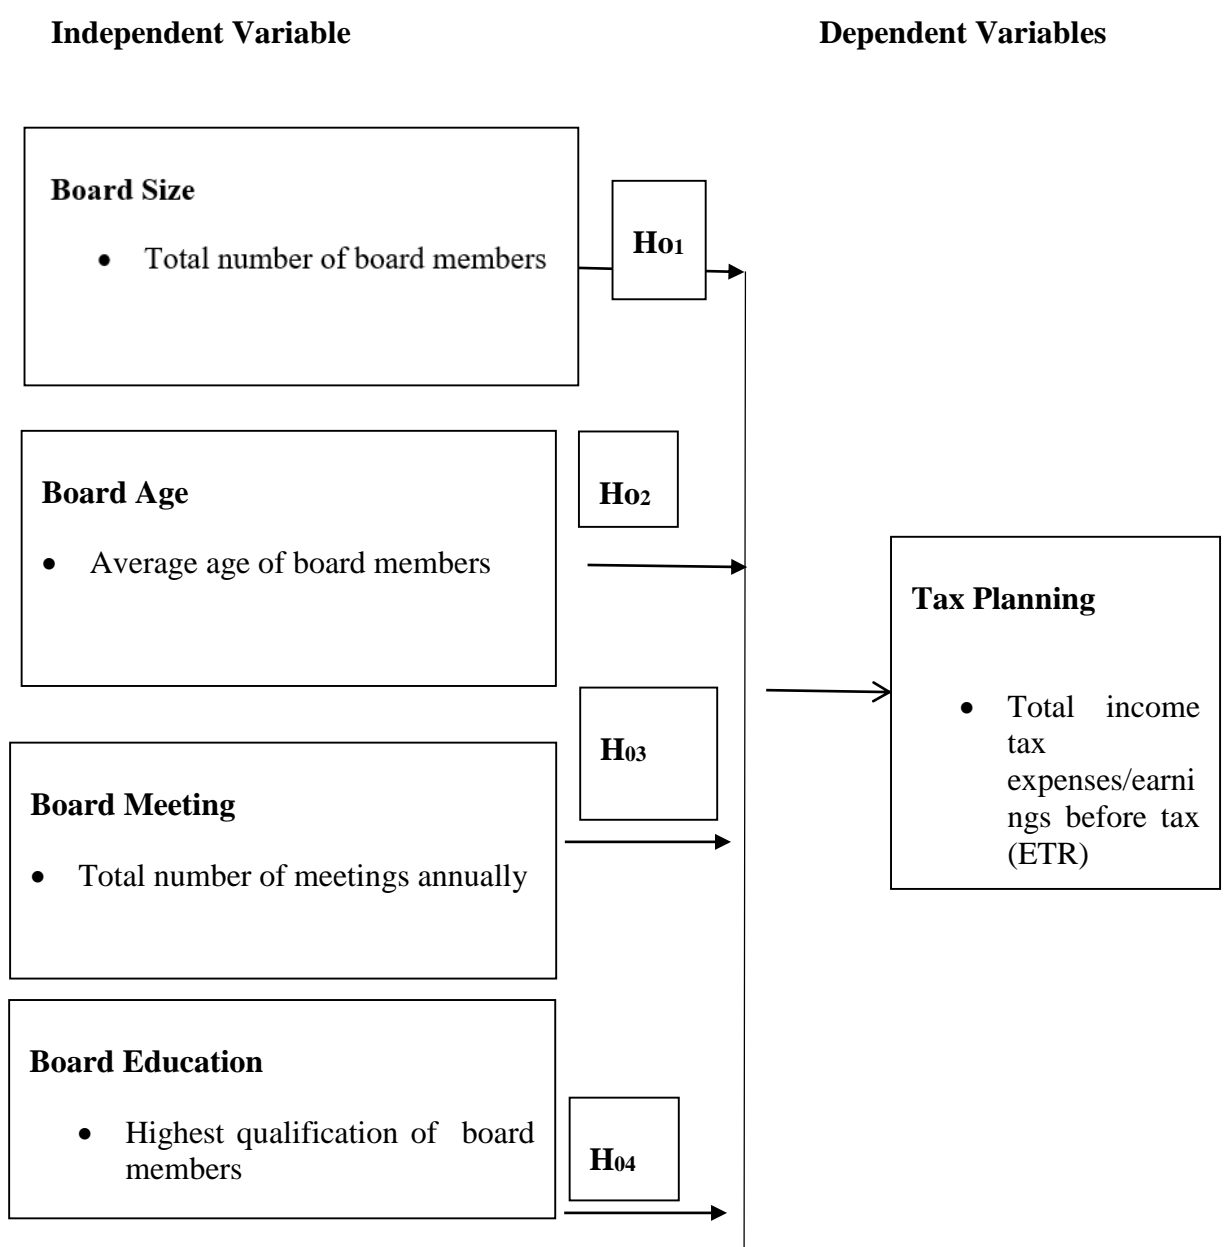 Independent Variable
Dependent Variables
Board Size
• Total number of board members
Ho1
Board Age
• Average age of board members
Ho2
Board Meeting
• Total number of meetings annually
H03
Board Education
• Highest qualification of board
members
H04
Tax Planning
• Total income
tax
expenses/earni
ngs before tax
(ETR)